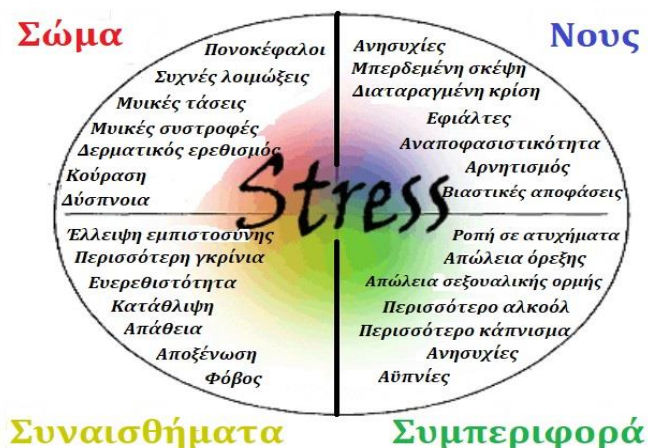 Σώμα
Πονοκέφαλοι
Συχνές λοιμώξεις
Μυικές τάσεις
Μυικές συστροφές
Δερματικός ερεθισμός
Κούραση
Δύσπνοια
Νους
Ανησυχίες
Μπερδεμένη σκέψη
Διαταραγμένη κρίση
Εφιάλτες
Αναποφασιστικότητα
Αρνητισμός
Βιαστικές αποφάσεις
Stress
Έλλειψη εμπιστοσύνης
Περισσότερη γκρίνια
Ευερεθιστότητα
Κατάθλιψη
Απάθεια
Αποξένωση
Φόβος
Συναισθήματα
Ροπή σε ατυχήματα
Απώλεια όρεξης
Απώλεια σεξουαλικής ορμής
Περισσότερο αλκοόλ
Περισσότερο κάπνισμα
Ανησυχίες
Αϋπνίες
Συμπεριφορά